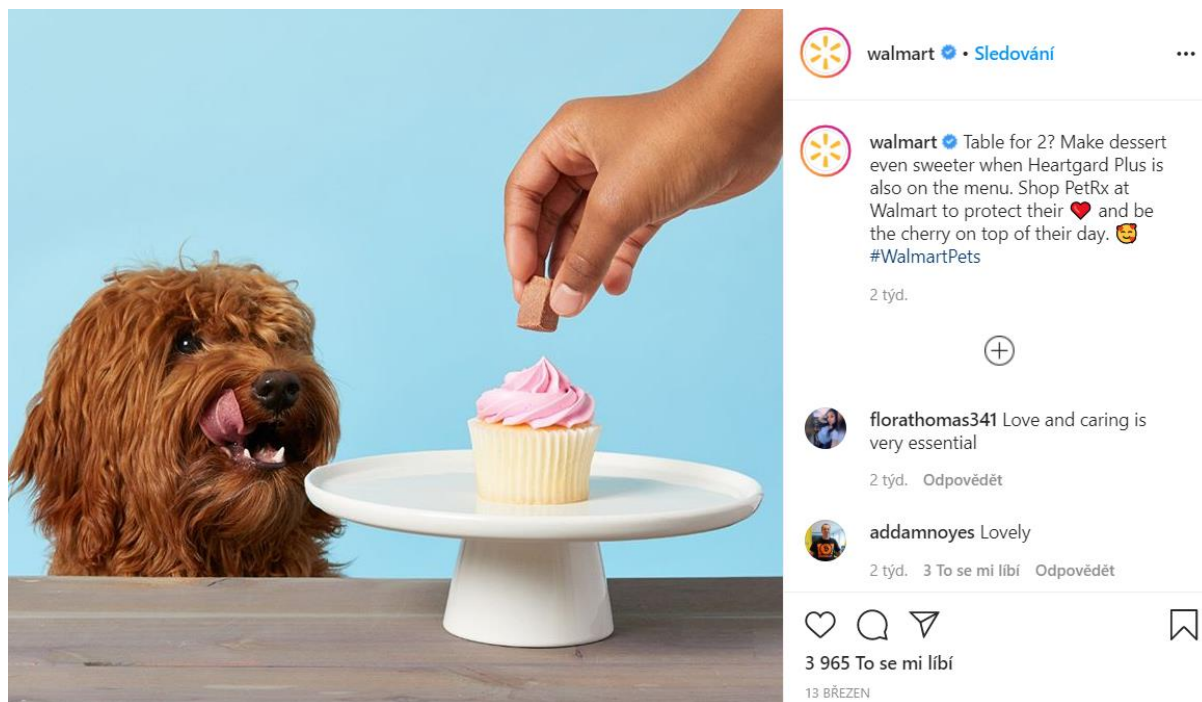 walmart • Sledování
walmart Table for 2? Make dessert
even sweeter when Heartgard Plus is
also on the menu. Shop PetRx at
Walmart to protect their ❤️ and be
the cherry on top of their day. 🥰
#WalmartPets
2 týd.
florathomas341 Love and caring is
very essential
2 týd. Odpovědět
addamnoyes Lovely
2 týd. 3 To se mi líbí Odpovědět
3 965 To se mi líbí
13 BŘEZEN